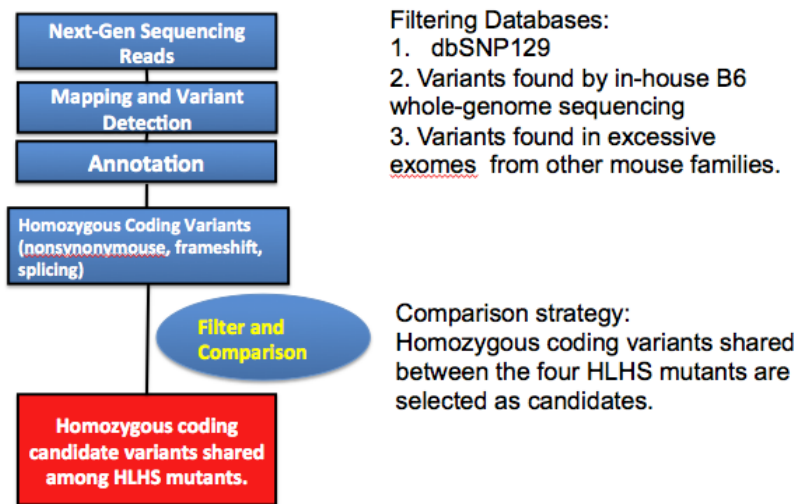 Next-Gen Sequencing
Reads
Mapping and Variant
Detection
Annotation
Homozygous Coding Variants
(nonsynonymouse, frameshift,
splicing)
Filter and
Comparison
Homozygous coding
candidate variants shared
among HLHS mutants.
Filtering Databases:
1. dbSNP129
2. Variants found by in-house B6
whole-genome sequencing
3. Variants found in excessive
exomes from other mouse families.
Comparison strategy:
Homozygous coding variants shared
between the four HLHS mutants are
selected as candidates.